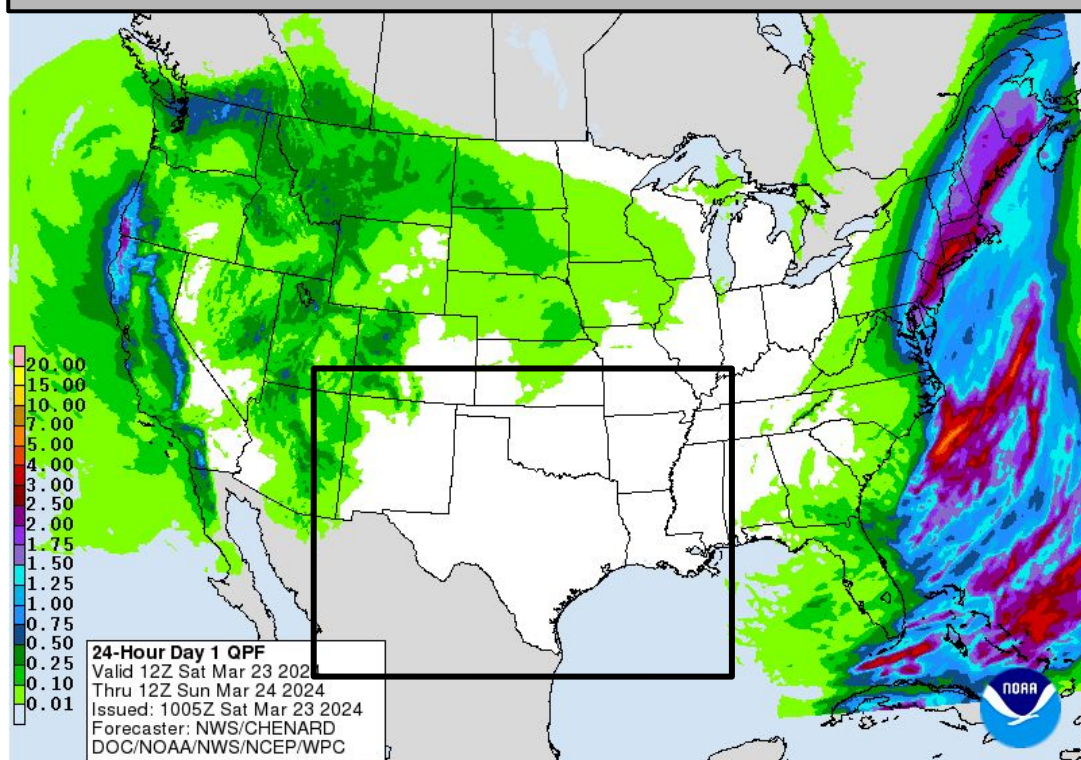 20.00
15.00
10.00
7.00
5.00
4.00
3.00
2.50
2.00
1.75
1.50
1.25
1.00
0.75
0.50
0.25
0.10
0.01
24-Hour Day 1 QPF
Valid 12Z Sat Mar 23 2024
Thru 12Z Sun Mar 24 2024
Issued: 1005Z Sat Mar 23 2024
Forecaster: NWS/CHENARD
DOC/NOAA/NWS/NCEP/WPC
NOAA